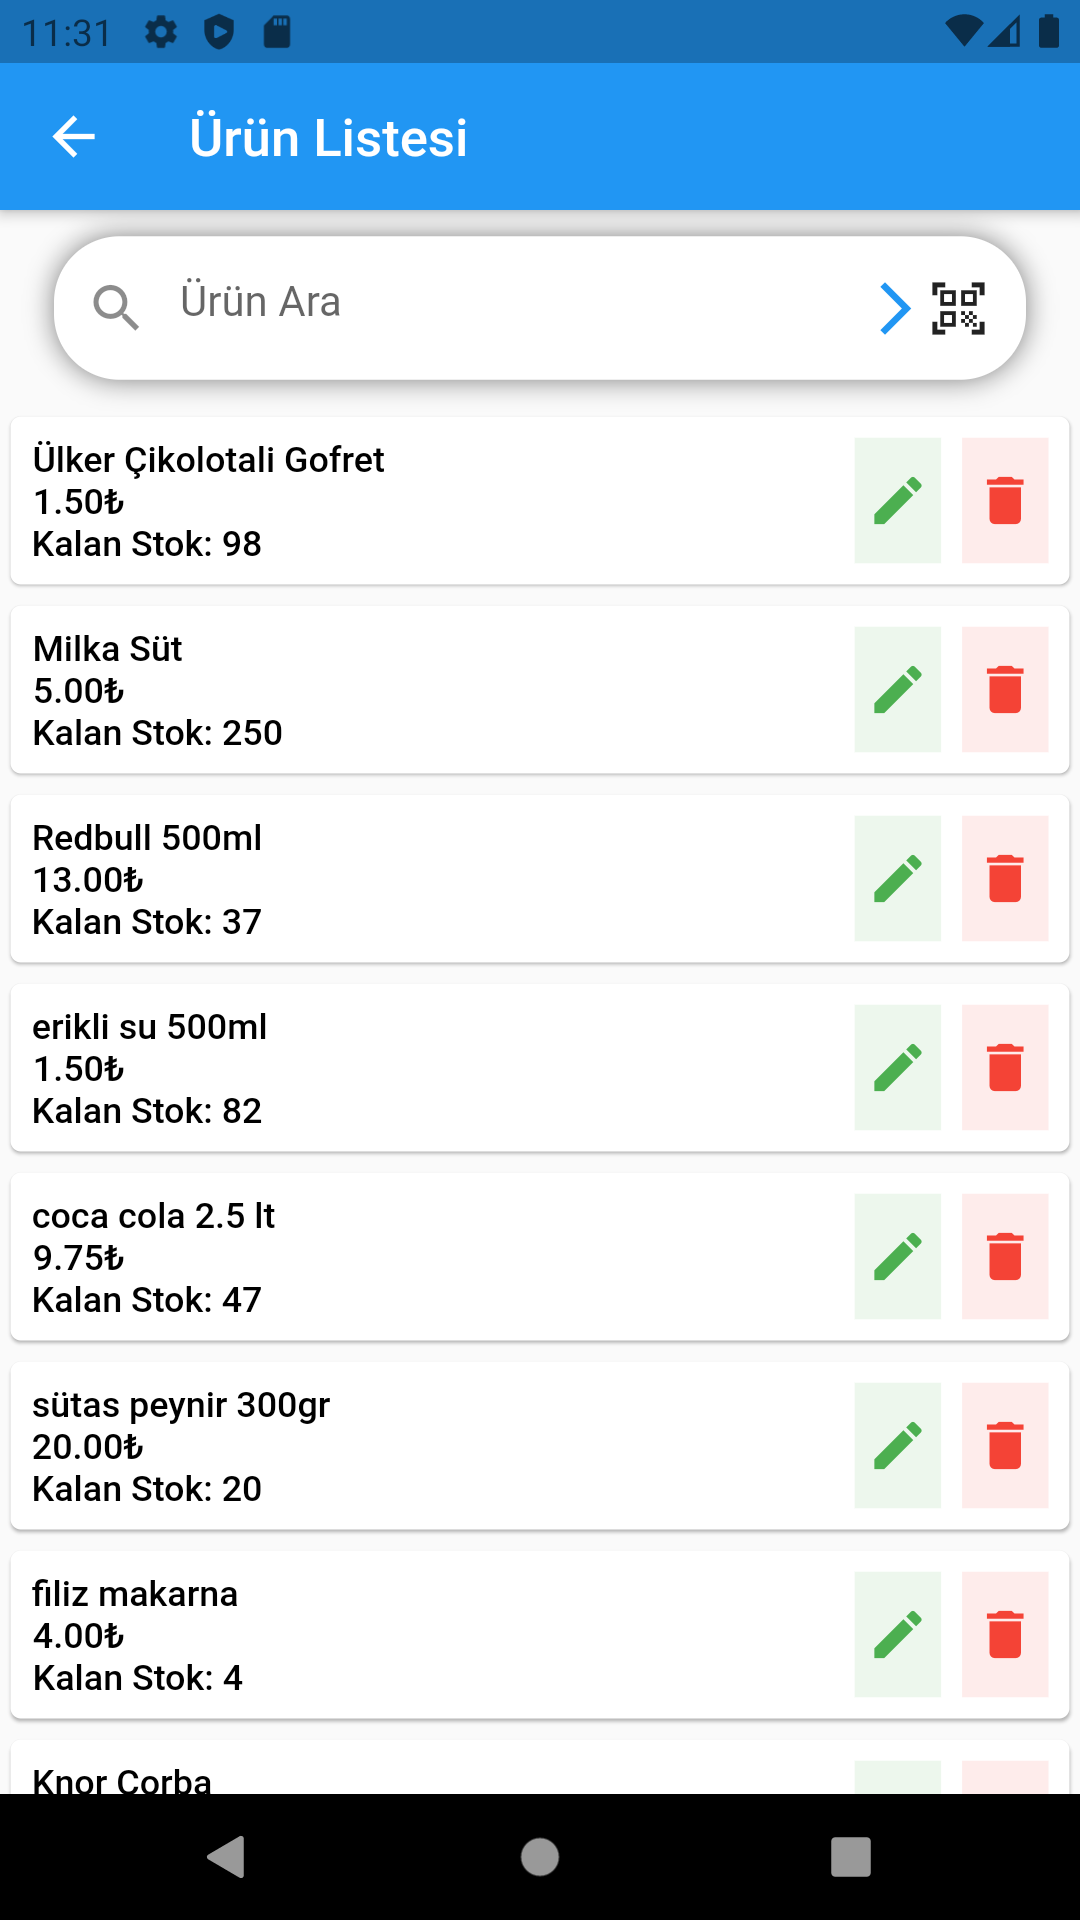 11:31
Ürün Listesi
Ürün Ara
Ülker Çikolotali Gofret
1.50₺
Kalan Stok: 98
Milka Süt
5.00₺
Kalan Stok: 250
Redbull 500ml
13.00₺
Kalan Stok: 37
erikli su 500ml
1.50₺
Kalan Stok: 82
coca cola 2.5 lt
9.75₺
Kalan Stok: 47
sütas peynir 300gr
20.00₺
Kalan Stok: 20
filiz makarna
4.00₺
Kalan Stok: 4
Knor Corba